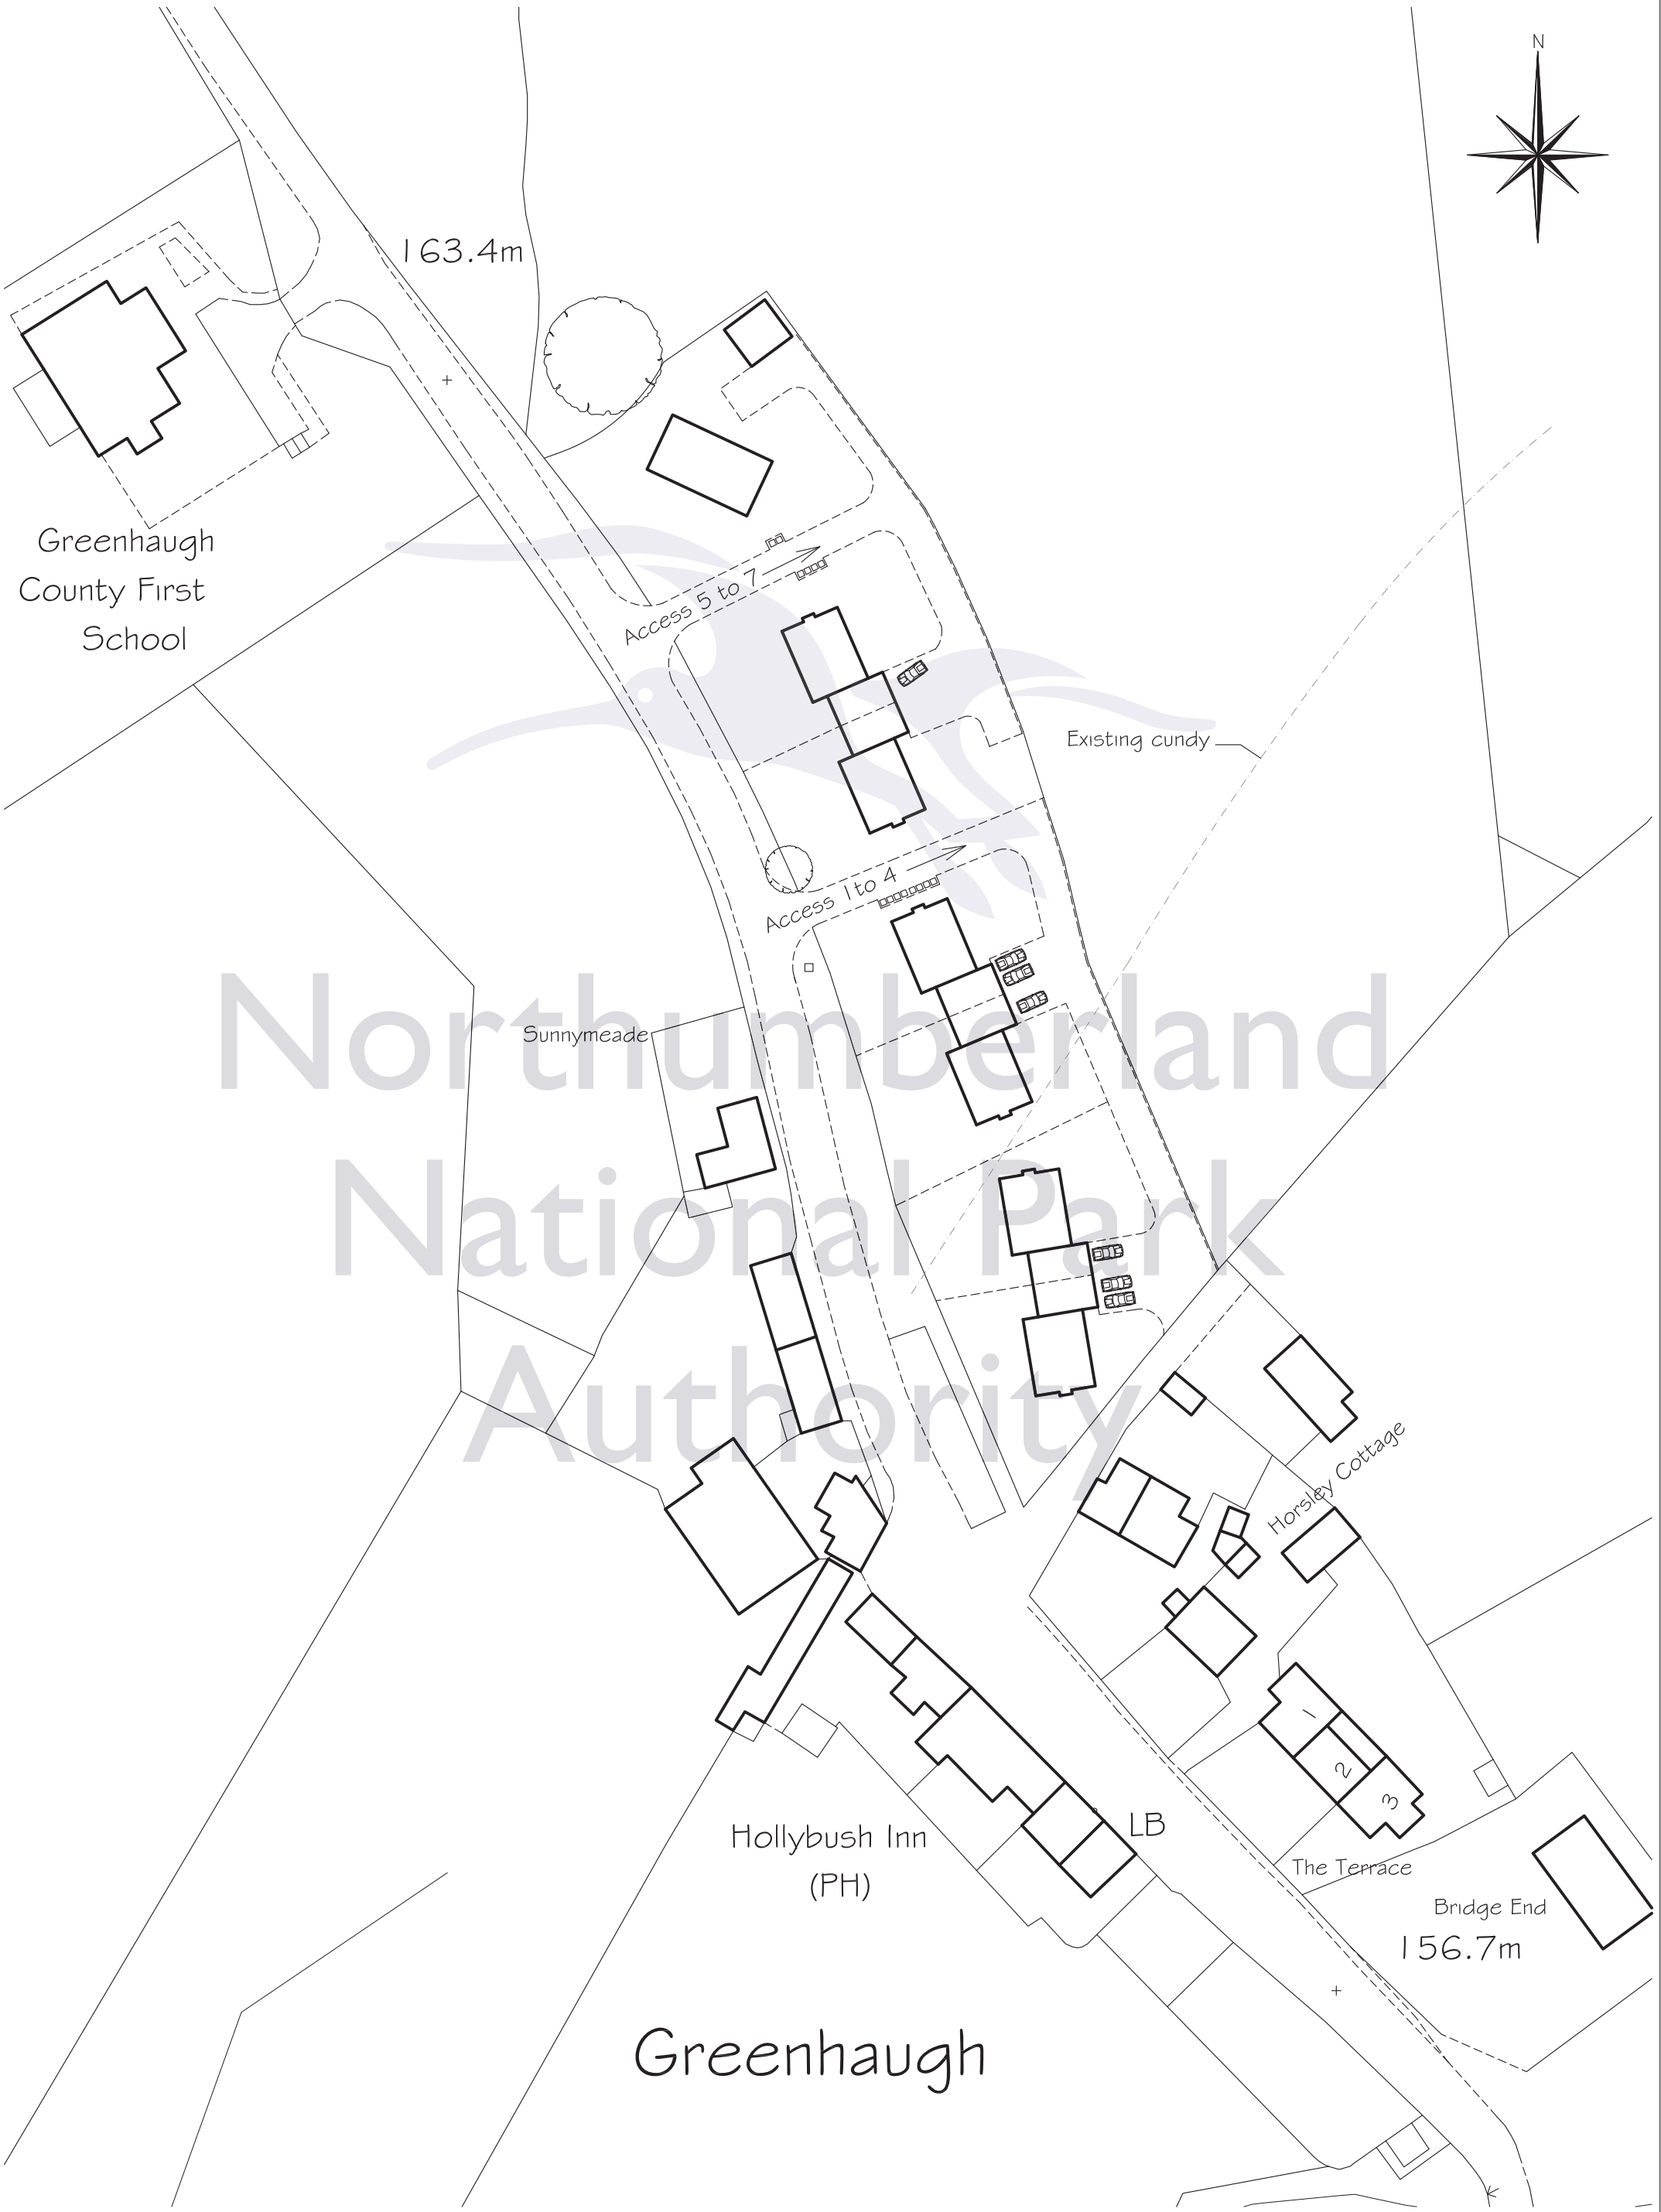 N
163.4m
Greenhaugh
County First
School
Access 5 to 7
Existing cundy
Access 1 to 4
Northumberland
Sunnymeade
National Park
Authority
Horsley Cottage
1
2
3
LB
Hollybush Inn
(PH)
The Terrace
Bridge End
156.7m
Greenhaugh